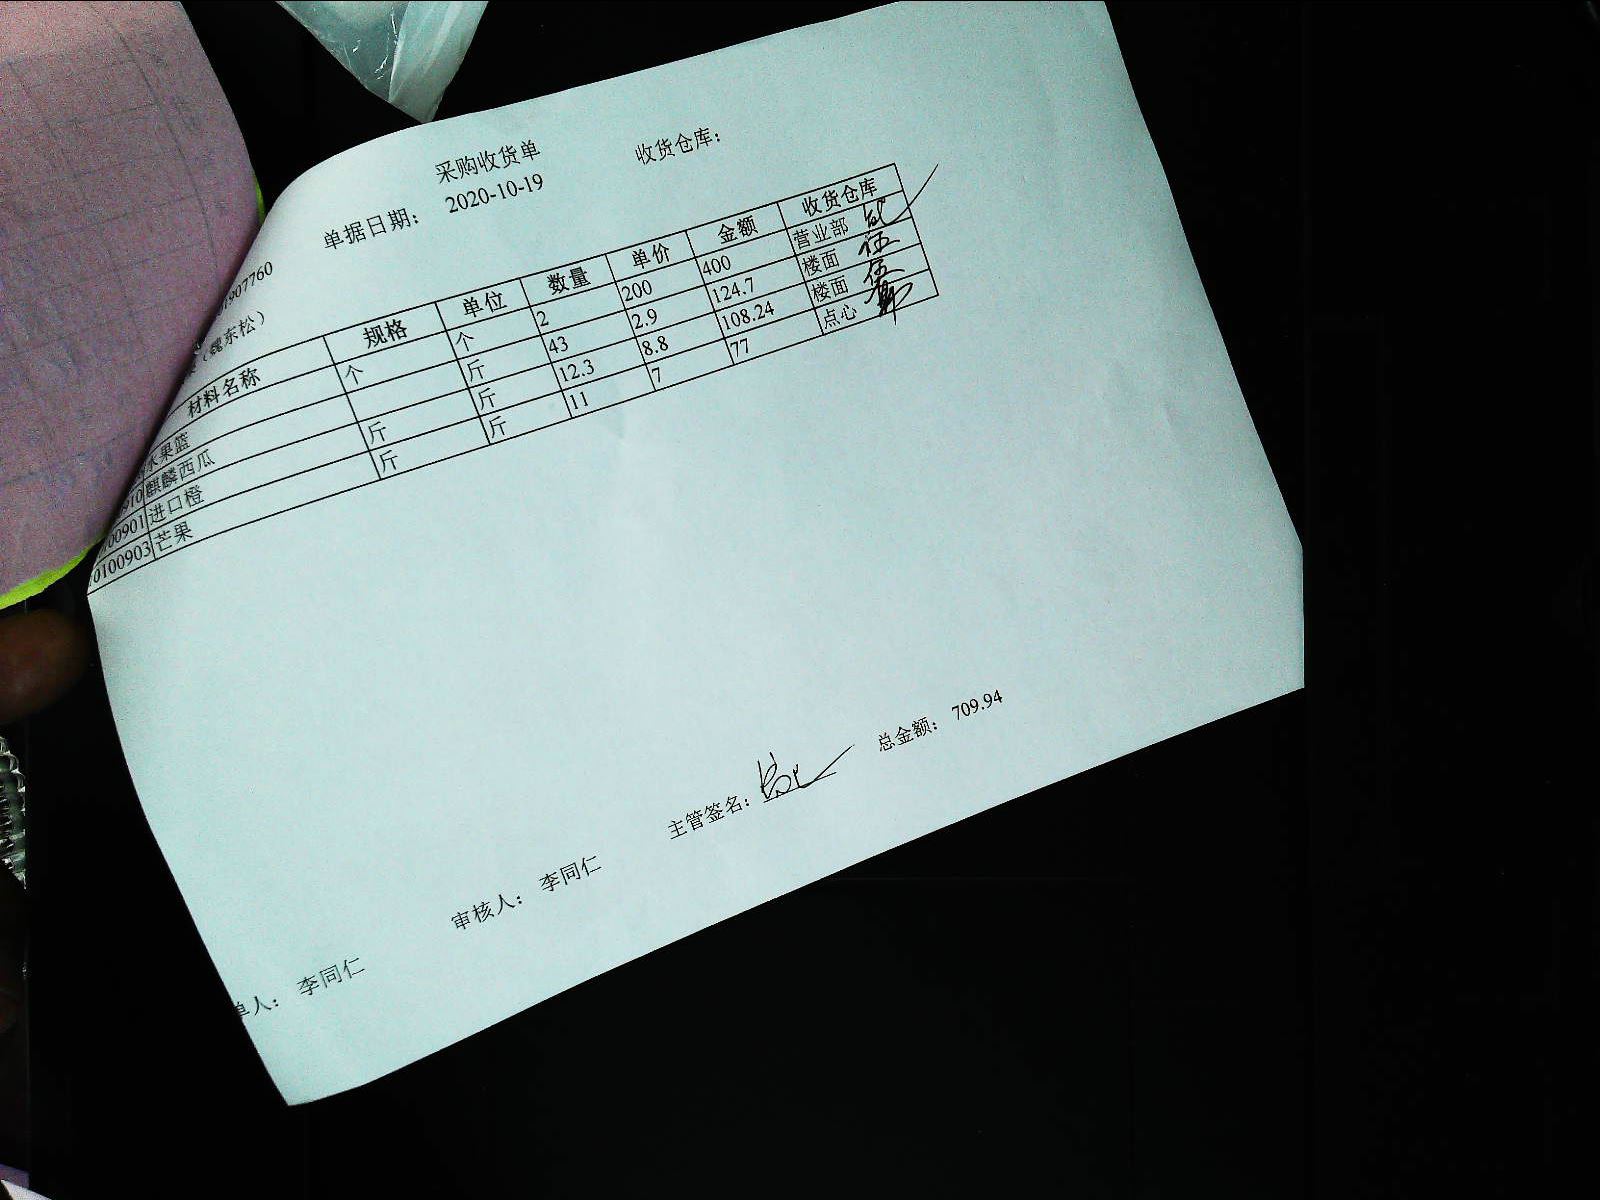 采购收货单
收货仓库：
单据日期： 2020-10-19
1907760
（魏东松）
材料名称 规格 单位 数量 单价 金额 收货仓库
水果篮 个 个 2 200 400 营业部
910 麒麟西瓜 斤 43 2.9 124.7 楼面 伍
00901 进口橙 斤 斤 12.3 8.8 108.24 楼面 伍
0100903 芒果 斤 斤 11 7 77 点心
单人： 李同仁 审核人： 李同仁 主管签名： 总金额： 709.94